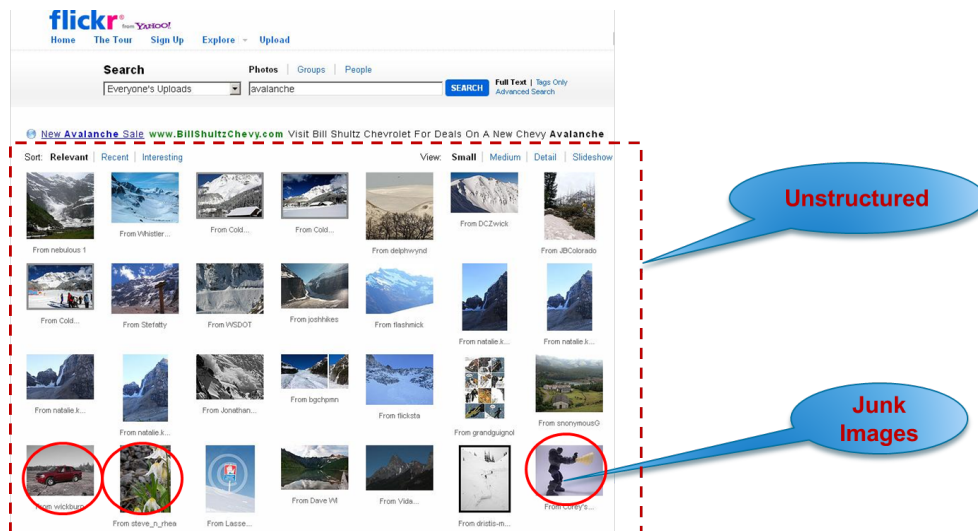 flickr from YAHOO!
Home The Tour Sign Up Explore Upload
Search Photos | Groups | People
Everyone's Uploads avalanche SEARCH Full Text | Tags Only
Advanced Search
New Avalanche Sale www.BillShultzChevy.com Visit Bill Shultz Chevrolet For Deals On A New Chevy Avalanche
Sort: Relevant | Recent | Interesting View: Small | Medium | Detail | Slideshow
Unstructured
From nebulous 1 From Whistler... From Cold... From Cold... From delphwynd From DCZwick From JBColorado
From Cold... From Stefatty From WSDOT From joshhikes From flashmick From natalie.k... From natalie.k...
From natalie.k... From natalie.k... From Jonathan... From bgchpmn From flicksta From grandguignol From snonymousG
Junk
Images
From wickburn From steve_n_rhea From Lasse... From Dave Wi From Vida... From dristis-m... From Corey's...